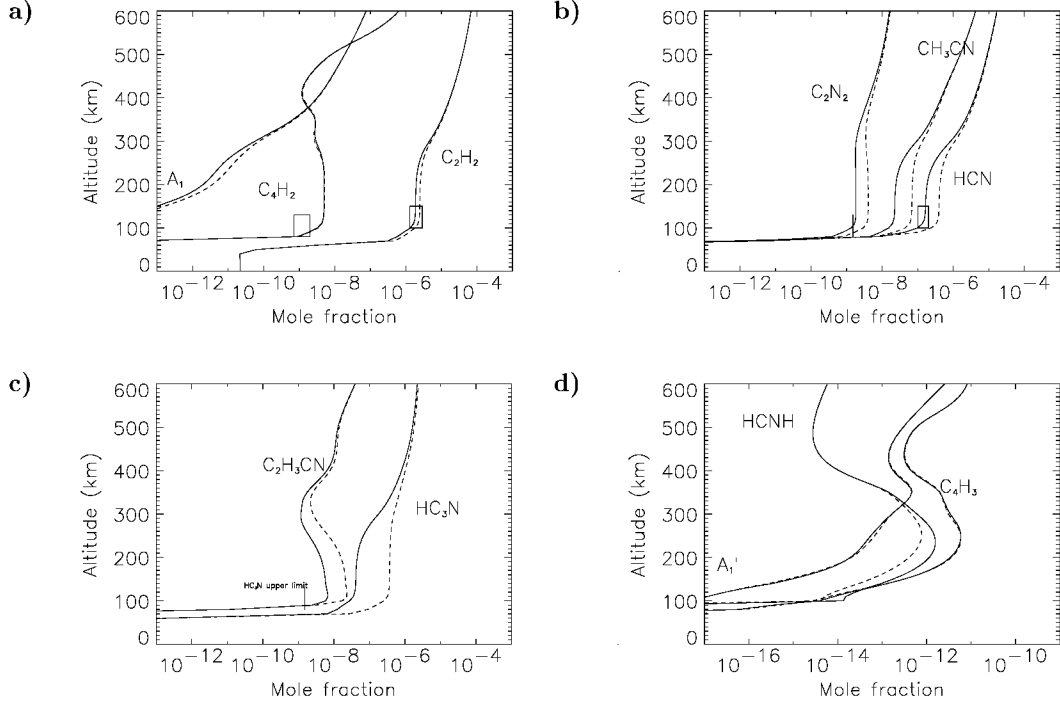 a)
600
500
400
300
200
100
0
Altitude (km)
A₁
C₄H₂
C₂H₂
10⁻¹² 10⁻¹⁰ 10⁻⁸ 10⁻⁶ 10⁻⁴
Mole fraction
b)
600
500
400
300
200
100
0
Altitude (km)
CH₃CN
C₂N₂
HCN
10⁻¹² 10⁻¹⁰ 10⁻⁸ 10⁻⁶ 10⁻⁴
Mole fraction
c)
600
500
400
300
200
100
0
Altitude (km)
C₂H₃CN
HC₃N
HC₃N upper limit
10⁻¹² 10⁻¹⁰ 10⁻⁸ 10⁻⁶ 10⁻⁴
Mole fraction
d)
600
500
400
300
200
100
0
Altitude (km)
HCNH
C₄H₃
A₁'
10⁻¹⁶ 10⁻¹⁴ 10⁻¹² 10⁻¹⁰
Mole fraction